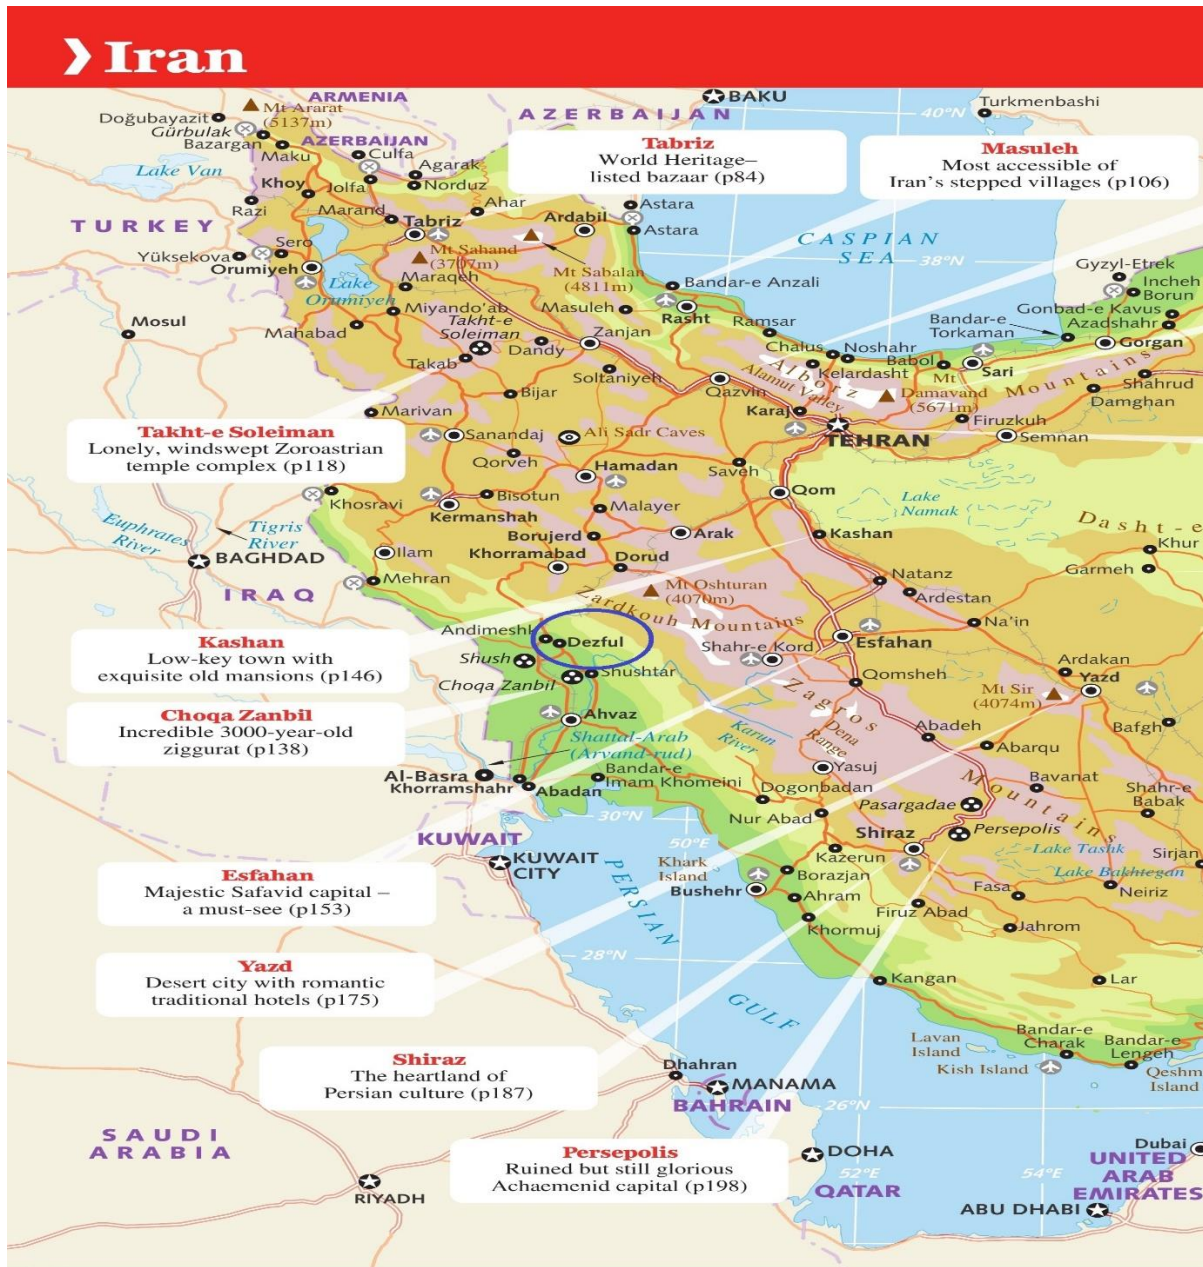 Iran
ARMENIA
BAKU
Mt Ararat
(5137m)
Doğubayazit
Gürbulak
Bazargan
Maku
AZERBAIJAN
AZERBAIJAN
40°N
Turkmenbashi
Culfa
Agarak
Norduz
Jolfa
Khoy
Lake Van
Razi
Marand
Ahar
Tabriz
World Heritage–
listed bazaar (p84)
Masuleh
Most accessible of
Iran's stepped villages (p106)
TURKEY
Tabriz
Ardabil
Astara
Astara
CASPIAN
SEA
38°N
Sero
Yüksekova
Orumiyeh
Mt Sahand
(3707m)
Mt Sabalan
(4811m)
Lake
Orumiyeh
Maraqeh
Miyando'ab
Mahabad
Mosul
Takht-e
Soleiman
Takab
Dandy
Masuleh
Bandar-e Anzali
Rasht
Zanjan
Ramsar
Soltaniyeh
Qazvin
Chalus
Noshahr
Kelardasht
Babol
Sari
Gyzyl-Etrek
Incheh
Borun
Gonbad-e Kavus
Azadshahr
Bandar-e
Torkaman
Gorgan
Alborz
Mountains
Alamut Valley
Mt
Damavand
(5671m)
Shahrud
Damghan
Firuzkuh
Semnan
Karaj
TEHRAN
Bijar
Marivan
Sanandaj
Ali Sadr Caves
Takht-e Soleiman
Lonely, windswept Zoroastrian
temple complex (p118)
Qorveh
Hamadan
Saveh
Qom
Lake
Namak
Khosravi
Bisotun
Kermanshah
Malayer
Arak
Kashan
Dasht-e
Khur
Garmeh
Euphrates
River
Tigris
River
BAGHDAD
IRAQ
Ilam
Mehran
Borujerd
Khorramabad
Dorud
Mt Oshturan
(4070m)
Natanz
Ardestan
Zardkouh Mountains
Na'in
Esfahan
Shahr-e Kord
Andimeshk
Dezful
Shush
Shushtar
Choqa Zanbil
Kashan
Low-key town with
exquisite old mansions (p146)
Choqa Zanbil
Incredible 3000-year-old
ziggurat (p138)
Ahvaz
Shattal-Arab
(Arvand-rud)
Al-Basra
Khorramshahr
Abadan
Bandar-e
Imam Khomeini
Karun
River
Zagros
Mountains
Dena
Range
Yasuj
Qomsheh
Ardakan
Yazd
Mt Sir
(4074m)
Bafgh
Abadeh
Abarqu
Bavanat
Shahr-e
Babak
Dogonbadan
Nur Abad
Pasargadae
Persepolis
Shiraz
Lake Tashk
Lake Bakhtegan
Sirjan
Neiriz
30°N
50°E
KUWAIT
KUWAIT
CITY
Khark
Island
Bushehr
Kazerun
Borazjan
Ahram
Khormuj
Firuz Abad
Fasa
Jahrom
Esfahan
Majestic Safavid capital –
a must-see (p153)
PERSIAN
GULF
28°N
Kangan
Lar
Yazd
Desert city with romantic
traditional hotels (p175)
Lavan
Island
Kish Island
Bandar-e
Charak
Bandar-e
Lengeh
Qeshm
Island
Shiraz
The heartland of
Persian culture (p187)
Dhahran
MANAMA
BAHRAIN
26°N
SAUDI
ARABIA
RIYADH
Persepolis
Ruined but still glorious
Achaemenid capital (p198)
DOHA
QATAR
52°E
54°E
Dubai
UNITED
ARAB
EMIRATES
ABU DHABI